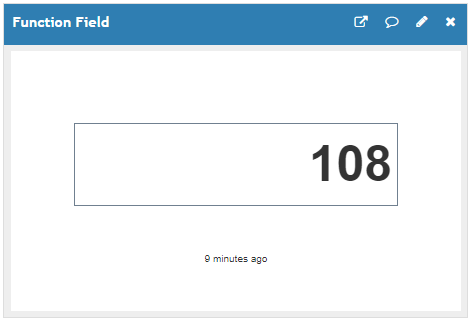 Function Field
108
9 minutes ago